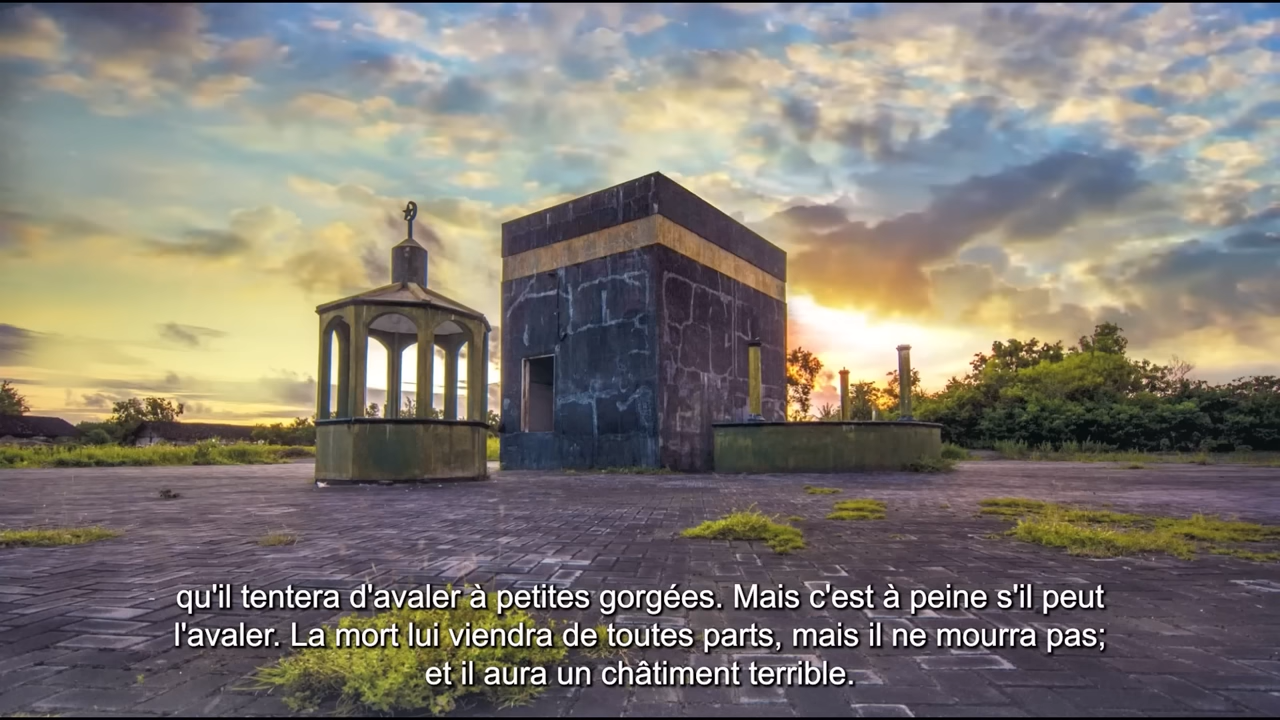 qu'il tentera d'avaler à petites gorgées. Mais c'est à peine s'il peut
l'avaler. La mort lui viendra de toutes parts, mais il ne mourra pas;
et il aura un châtiment terrible.